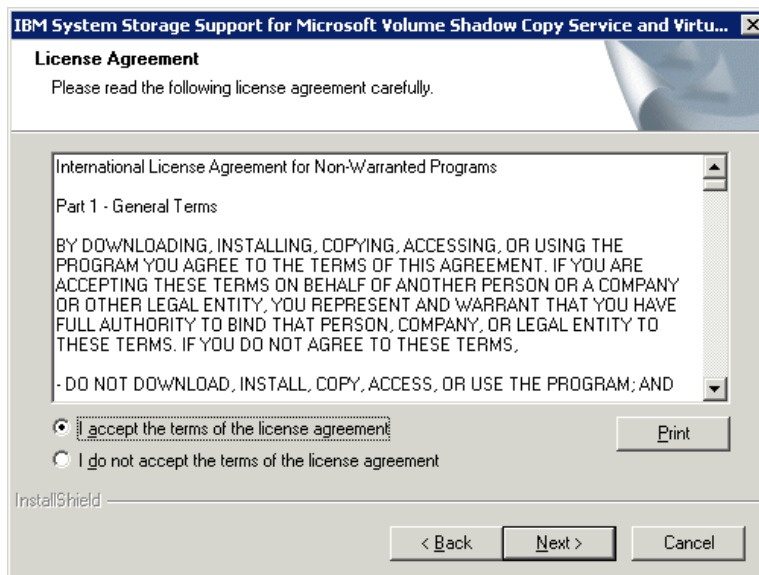 IBM System Storage Support for Microsoft Volume Shadow Copy Service and Virtu...
License Agreement
Please read the following license agreement carefully.
International License Agreement for Non-Warranted Programs
Part 1 - General Terms
BY DOWNLOADING, INSTALLING, COPYING, ACCESSING, OR USING THE
PROGRAM YOU AGREE TO THE TERMS OF THIS AGREEMENT. IF YOU ARE
ACCEPTING THESE TERMS ON BEHALF OF ANOTHER PERSON OR A COMPANY
OR OTHER LEGAL ENTITY, YOU REPRESENT AND WARRANT THAT YOU HAVE
FULL AUTHORITY TO BIND THAT PERSON, COMPANY, OR LEGAL ENTITY TO
THESE TERMS. IF YOU DO NOT AGREE TO THESE TERMS,
- DO NOT DOWNLOAD, INSTALL, COPY, ACCESS, OR USE THE PROGRAM; AND
I accept the terms of the license agreement
Print
I do not accept the terms of the license agreement
InstallShield
< Back
Next >
Cancel